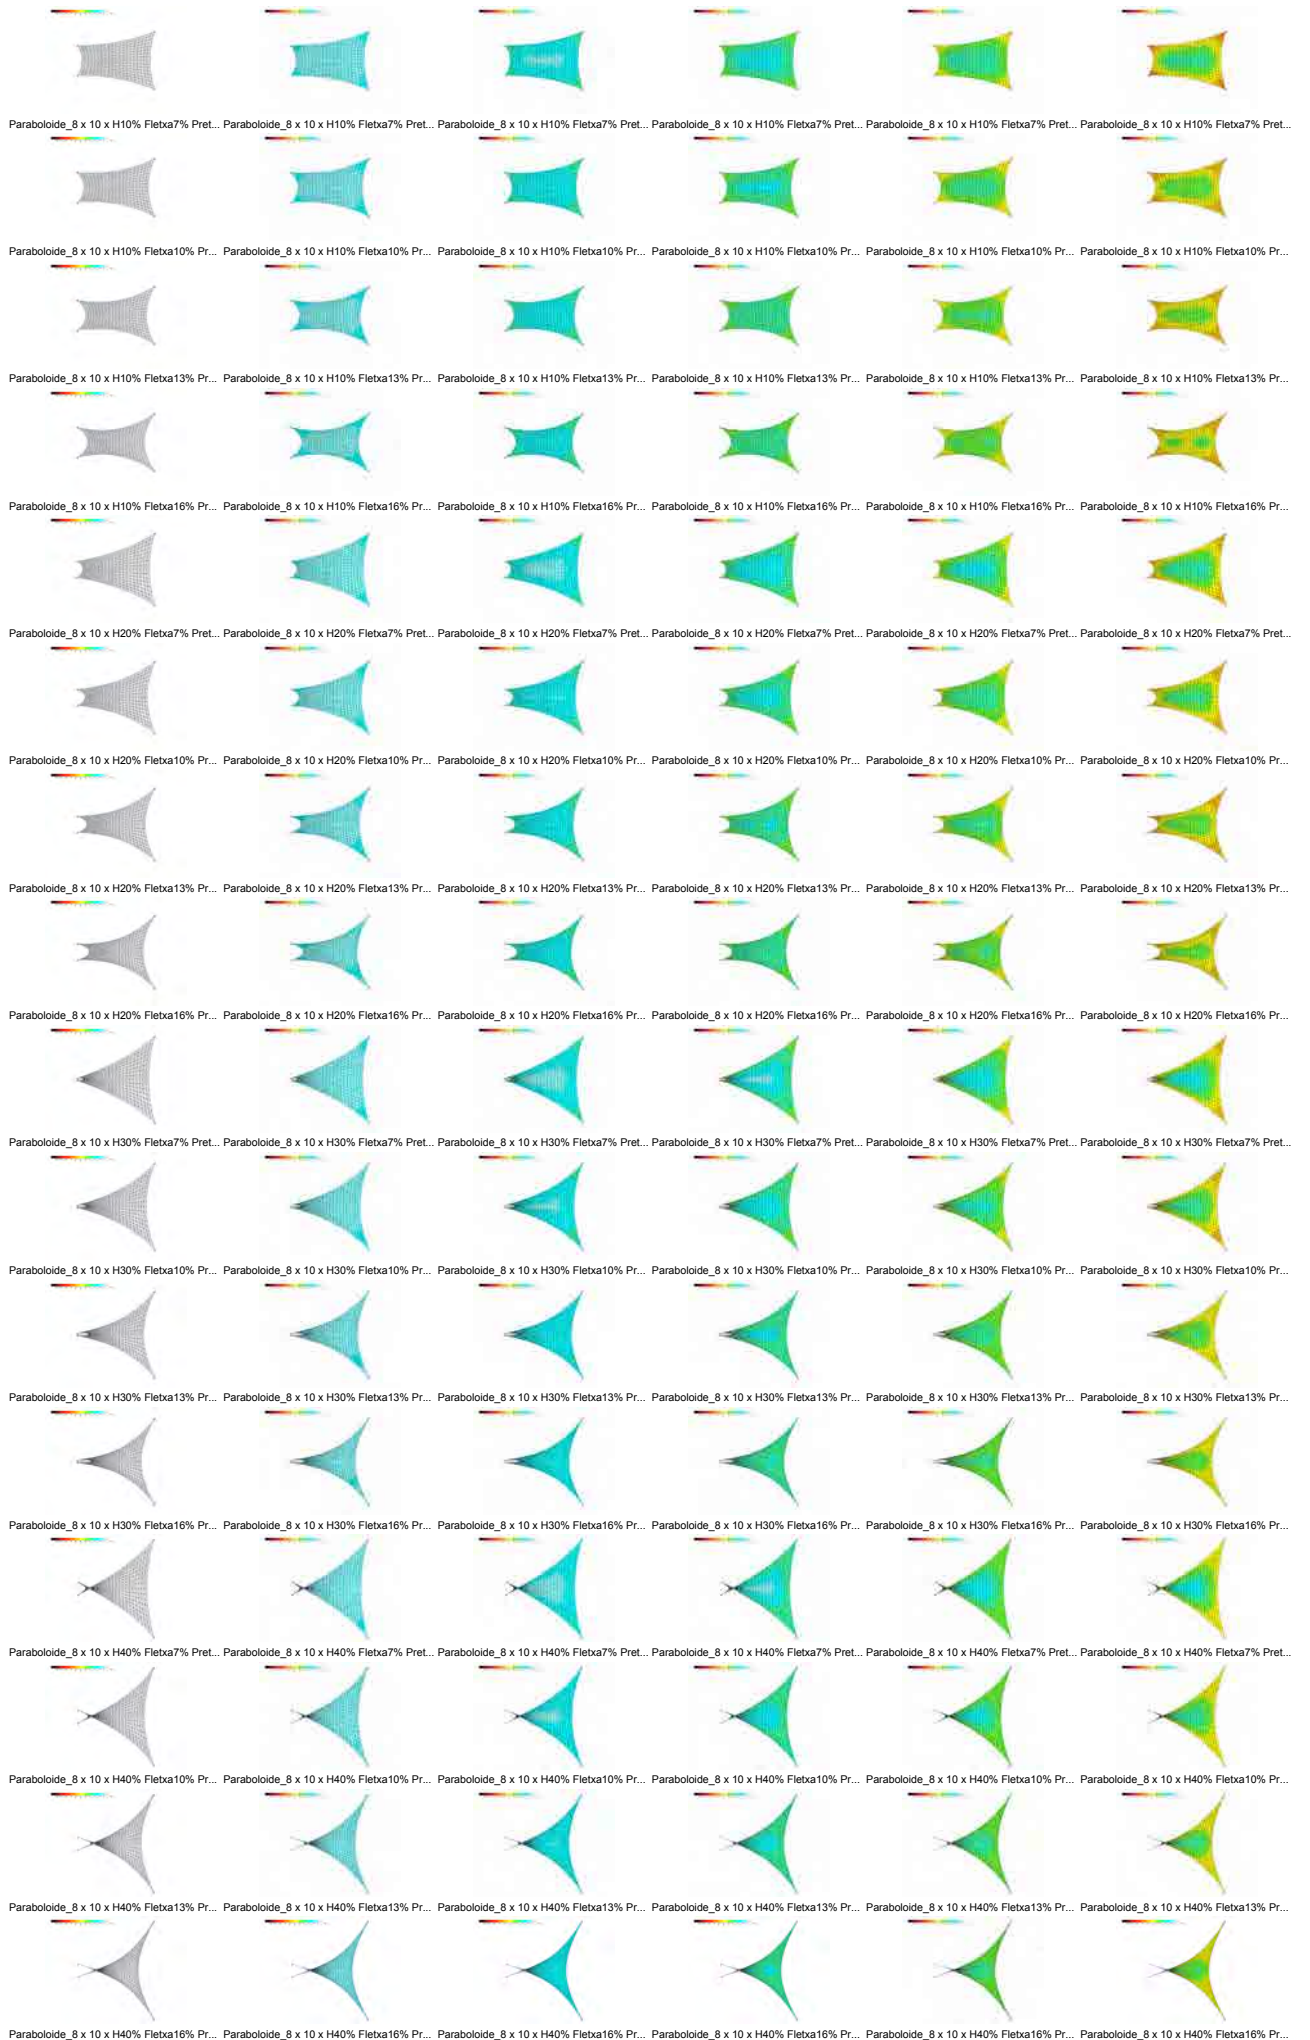 Paraboloide_8 x 10 x H10% Fletxa7% Pret... Paraboloide_8 x 10 x H10% Fletxa7% Pret... Paraboloide_8 x 10 x H10% Fletxa7% Pret... Paraboloide_8 x 10 x H10% Fletxa7% Pret... Paraboloide_8 x 10 x H10% Fletxa7% Pret... Paraboloide_8 x 10 x H10% Fletxa7% Pret...
Paraboloide_8 x 10 x H10% Fletxa10% Pr... Paraboloide_8 x 10 x H10% Fletxa10% Pr... Paraboloide_8 x 10 x H10% Fletxa10% Pr... Paraboloide_8 x 10 x H10% Fletxa10% Pr... Paraboloide_8 x 10 x H10% Fletxa10% Pr... Paraboloide_8 x 10 x H10% Fletxa10% Pr...
Paraboloide_8 x 10 x H10% Fletxa13% Pr... Paraboloide_8 x 10 x H10% Fletxa13% Pr... Paraboloide_8 x 10 x H10% Fletxa13% Pr... Paraboloide_8 x 10 x H10% Fletxa13% Pr... Paraboloide_8 x 10 x H10% Fletxa13% Pr... Paraboloide_8 x 10 x H10% Fletxa13% Pr...
Paraboloide_8 x 10 x H10% Fletxa16% Pr... Paraboloide_8 x 10 x H10% Fletxa16% Pr... Paraboloide_8 x 10 x H10% Fletxa16% Pr... Paraboloide_8 x 10 x H10% Fletxa16% Pr... Paraboloide_8 x 10 x H10% Fletxa16% Pr... Paraboloide_8 x 10 x H10% Fletxa16% Pr...
Paraboloide_8 x 10 x H20% Fletxa7% Pret... Paraboloide_8 x 10 x H20% Fletxa7% Pret... Paraboloide_8 x 10 x H20% Fletxa7% Pret... Paraboloide_8 x 10 x H20% Fletxa7% Pret... Paraboloide_8 x 10 x H20% Fletxa7% Pret... Paraboloide_8 x 10 x H20% Fletxa7% Pret...
Paraboloide_8 x 10 x H20% Fletxa10% Pr... Paraboloide_8 x 10 x H20% Fletxa10% Pr... Paraboloide_8 x 10 x H20% Fletxa10% Pr... Paraboloide_8 x 10 x H20% Fletxa10% Pr... Paraboloide_8 x 10 x H20% Fletxa10% Pr... Paraboloide_8 x 10 x H20% Fletxa10% Pr...
Paraboloide_8 x 10 x H20% Fletxa13% Pr... Paraboloide_8 x 10 x H20% Fletxa13% Pr... Paraboloide_8 x 10 x H20% Fletxa13% Pr... Paraboloide_8 x 10 x H20% Fletxa13% Pr... Paraboloide_8 x 10 x H20% Fletxa13% Pr... Paraboloide_8 x 10 x H20% Fletxa13% Pr...
Paraboloide_8 x 10 x H20% Fletxa16% Pr... Paraboloide_8 x 10 x H20% Fletxa16% Pr... Paraboloide_8 x 10 x H20% Fletxa16% Pr... Paraboloide_8 x 10 x H20% Fletxa16% Pr... Paraboloide_8 x 10 x H20% Fletxa16% Pr... Paraboloide_8 x 10 x H20% Fletxa16% Pr...
Paraboloide_8 x 10 x H30% Fletxa7% Pret... Paraboloide_8 x 10 x H30% Fletxa7% Pret... Paraboloide_8 x 10 x H30% Fletxa7% Pret... Paraboloide_8 x 10 x H30% Fletxa7% Pret... Paraboloide_8 x 10 x H30% Fletxa7% Pret... Paraboloide_8 x 10 x H30% Fletxa7% Pret...
Paraboloide_8 x 10 x H30% Fletxa10% Pr... Paraboloide_8 x 10 x H30% Fletxa10% Pr... Paraboloide_8 x 10 x H30% Fletxa10% Pr... Paraboloide_8 x 10 x H30% Fletxa10% Pr... Paraboloide_8 x 10 x H30% Fletxa10% Pr... Paraboloide_8 x 10 x H30% Fletxa10% Pr...
Paraboloide_8 x 10 x H30% Fletxa13% Pr... Paraboloide_8 x 10 x H30% Fletxa13% Pr... Paraboloide_8 x 10 x H30% Fletxa13% Pr... Paraboloide_8 x 10 x H30% Fletxa13% Pr... Paraboloide_8 x 10 x H30% Fletxa13% Pr... Paraboloide_8 x 10 x H30% Fletxa13% Pr...
Paraboloide_8 x 10 x H30% Fletxa16% Pr... Paraboloide_8 x 10 x H30% Fletxa16% Pr... Paraboloide_8 x 10 x H30% Fletxa16% Pr... Paraboloide_8 x 10 x H30% Fletxa16% Pr... Paraboloide_8 x 10 x H30% Fletxa16% Pr... Paraboloide_8 x 10 x H30% Fletxa16% Pr...
Paraboloide_8 x 10 x H40% Fletxa7% Pret... Paraboloide_8 x 10 x H40% Fletxa7% Pret... Paraboloide_8 x 10 x H40% Fletxa7% Pret... Paraboloide_8 x 10 x H40% Fletxa7% Pret... Paraboloide_8 x 10 x H40% Fletxa7% Pret... Paraboloide_8 x 10 x H40% Fletxa7% Pret...
Paraboloide_8 x 10 x H40% Fletxa10% Pr... Paraboloide_8 x 10 x H40% Fletxa10% Pr... Paraboloide_8 x 10 x H40% Fletxa10% Pr... Paraboloide_8 x 10 x H40% Fletxa10% Pr... Paraboloide_8 x 10 x H40% Fletxa10% Pr... Paraboloide_8 x 10 x H40% Fletxa10% Pr...
Paraboloide_8 x 10 x H40% Fletxa13% Pr... Paraboloide_8 x 10 x H40% Fletxa13% Pr... Paraboloide_8 x 10 x H40% Fletxa13% Pr... Paraboloide_8 x 10 x H40% Fletxa13% Pr... Paraboloide_8 x 10 x H40% Fletxa13% Pr... Paraboloide_8 x 10 x H40% Fletxa13% Pr...
Paraboloide_8 x 10 x H40% Fletxa16% Pr... Paraboloide_8 x 10 x H40% Fletxa16% Pr... Paraboloide_8 x 10 x H40% Fletxa16% Pr... Paraboloide_8 x 10 x H40% Fletxa16% Pr... Paraboloide_8 x 10 x H40% Fletxa16% Pr... Paraboloide_8 x 10 x H40% Fletxa16% Pr...